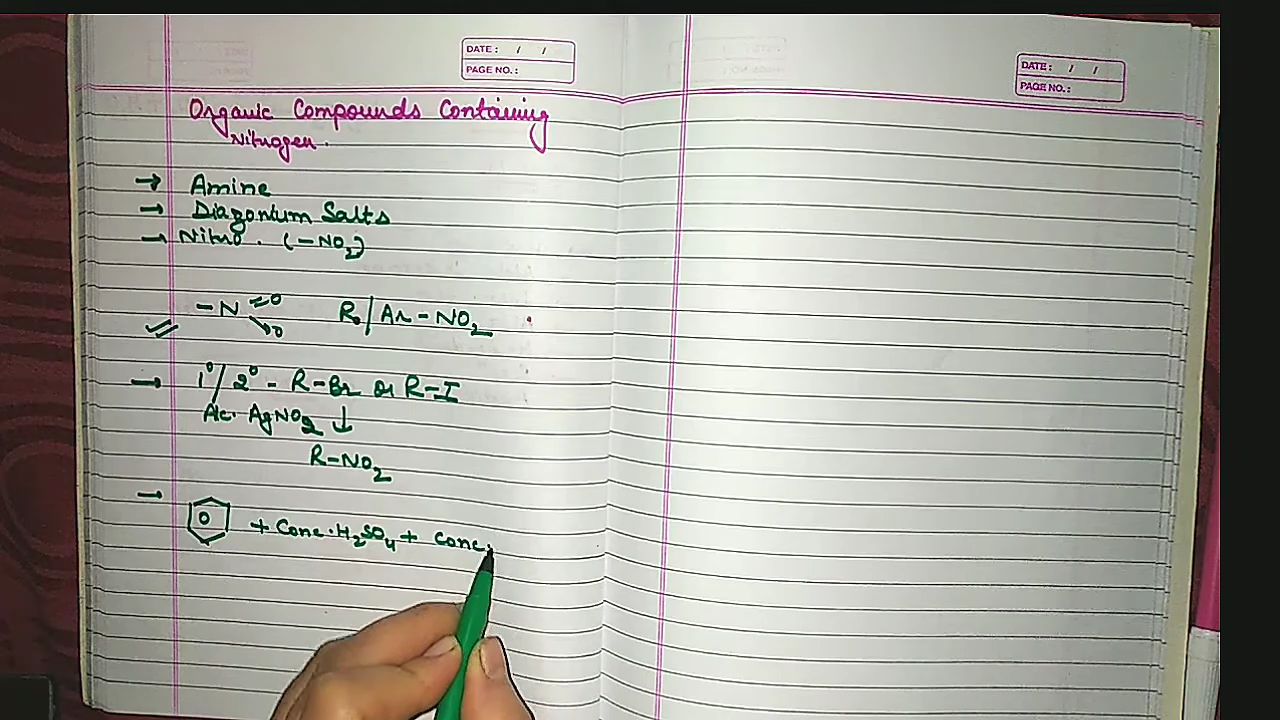 DATE: / /
PAGE NO.:
DATE: / /
PAGE NO.:
Organic Compounds Containing
Nitrogen.
→ Amine
→ Diazonium Salts
→ Nitro. (-NO2)
-N =O →O R/Ar-NO2
→ 1°/2° - R-Br or R-I
Alc. AgNO2 ↓
R-NO2
→
+ Conc. H2SO4 + Conc.